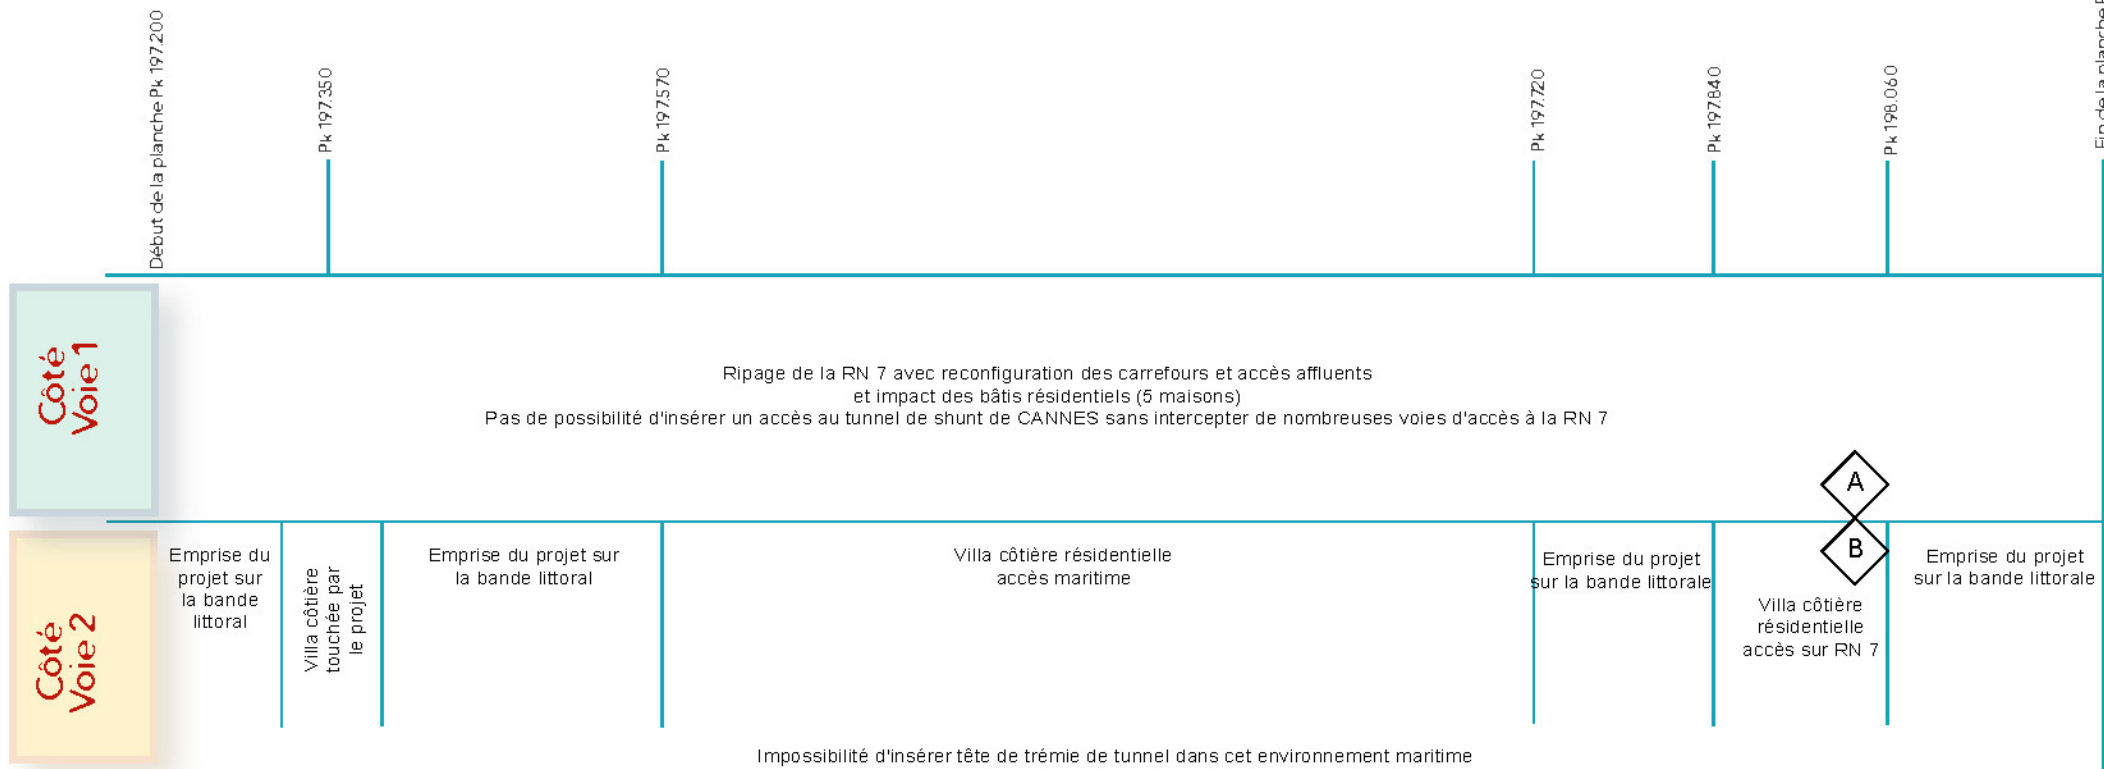 Début de la planche Pk 197.200
Pk 197.350
Pk 197.570
Pk 197.720
Pk 197.840
Pk 198.060
Fin de la planche
Côté
Voie 1
Ripage de la RN 7 avec reconfiguration des carrefours et accès affluents
et impact des bâtis résidentiels (5 maisons)
Pas de possibilité d'insérer un accès au tunnel de shunt de CANNES sans intercepter de nombreuses voies d'accès à la RN 7
A
B
Côté
Voie 2
Emprise du
projet sur
la bande
littoral
Villa côtière
touchée par
le projet
Emprise du projet sur
la bande littoral
Villa côtière résidentielle
accès maritime
Emprise du projet
sur la bande littorale
Villa côtière
résidentielle
accès sur RN 7
Emprise du projet
sur la bande littorale
Impossibilité d'insérer tête de trémie de tunnel dans cet environnement maritime